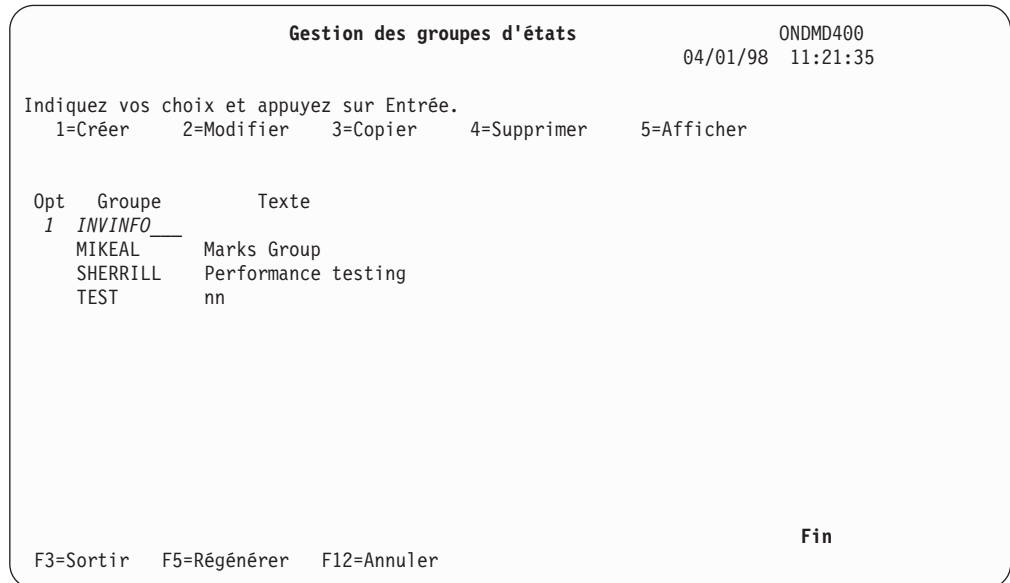 Gestion des groupes d'états ONDMD400
04/01/98 11:21:35
Indiquez vos choix et appuyez sur Entrée.
1=Créer 2=Modifier 3=Copier 4=Supprimer 5=Afficher
Opt Groupe Texte
1 INVINFO___
MIKEAL Marks Group
SHERRILL Performance testing
TEST nn
Fin
F3=Sortir F5=Régénérer F12=Annuler